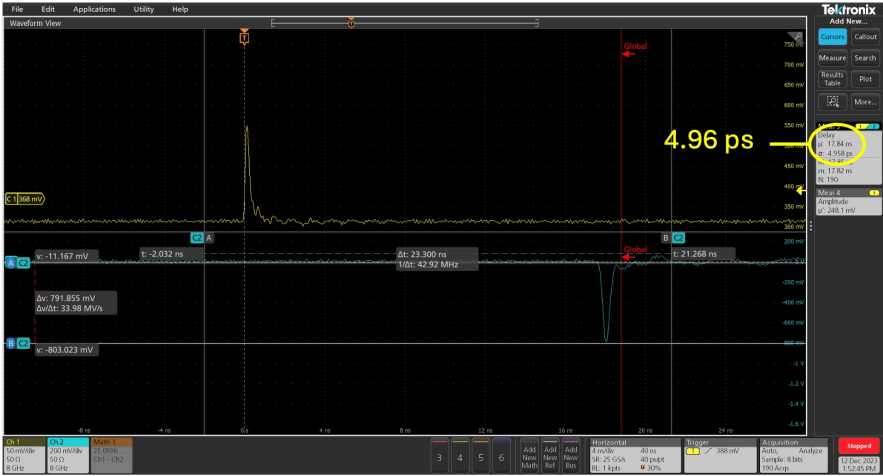 File Edit Applications Utility Help
Tektronix
Waveform View
Add New...
Cursors Callout
Measure Search
Results
Table
Plot
More...
T
Global
750 mV
700 mV
650 mV
600 mV
550 mV
450 mV
400 mV
350 mV
300 mV
4.96 ps
Delay
μ: 17.84 ns
σ: 4.958 ps
m: 17.82 ns
N: 190
Meas 4 1
Amplitude
μ': 248.1 mV
C 1 368 mV
C2 A
B C2
200 mV
v: -11.167 mV
t: -2.032 ns
Δt: 23.300 ns
1/Δt: 42.92 MHz
Global
t: 21.268 ns
A C2
-200 mV
-400 mV
-600 mV
-800 mV
-1 V
-1.2 V
-1.4 V
-1.6 V
Δv: 791.855 mV
Δv/Δt: 33.98 MV/s
B C2
v: -803.023 mV
-8 ns -4 ns 0s 4 ns 8 ns 12 ns 16 ns 20 ns 24 ns
Ch 1
50 mV/div
50 Ω
8 GHz
Ch 2
200 mV/div
50 Ω
8 GHz
Math 1
Ch1 - Ch2
3 4 5 6
Add
New
Math
Add
New
Ref
Add
New
Bus
Horizontal
4 ns/div 40 ns
SR: 25 GS/s 40 ps/pt
RL: 1 kpts 30%
Trigger
1 388 mV
Acquisition
Auto, Analyze
Sample: 8 bits
190 Acqs
Stopped
12 Dec 2023
1:52:45 PM